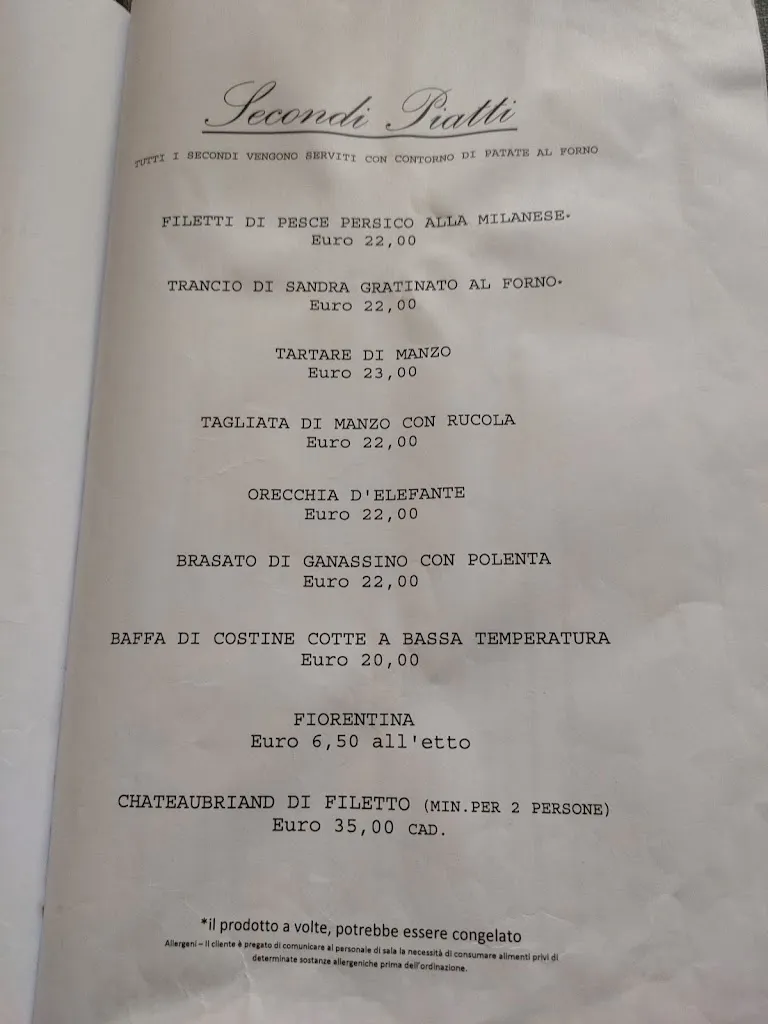 Secondi Piatti
TUTTI I SECONDI VENGONO SERVITI CON CONTORNO DI PATATE AL FORNO
FILETTI DI PESCE PERSICO ALLA MILANESE*
Euro 22,00
TRANCIO DI SANDRA GRATINATO AL FORNO*
Euro 22,00
TARTARE DI MANZO
Euro 23,00
TAGLIATA DI MANZO CON RUCOLA
Euro 22,00
ORECCHIA D'ELEFANTE
Euro 22,00
BRASATO DI GANASSINO CON POLENTA
Euro 22,00
BAFFA DI COSTINE COTTE A BASSA TEMPERATURA
Euro 20,00
FIORENTINA
Euro 6,50 all'etto
CHATEAUBRIAND DI FILETTO (MIN.PER 2 PERSONE)
Euro 35,00 CAD.
*il prodotto a volte, potrebbe essere congelato
Allergeni – Il cliente è pregato di comunicare al personale di sala la necessità di consumare alimenti privi di
determinate sostanze allergeniche prima dell'ordinazione.